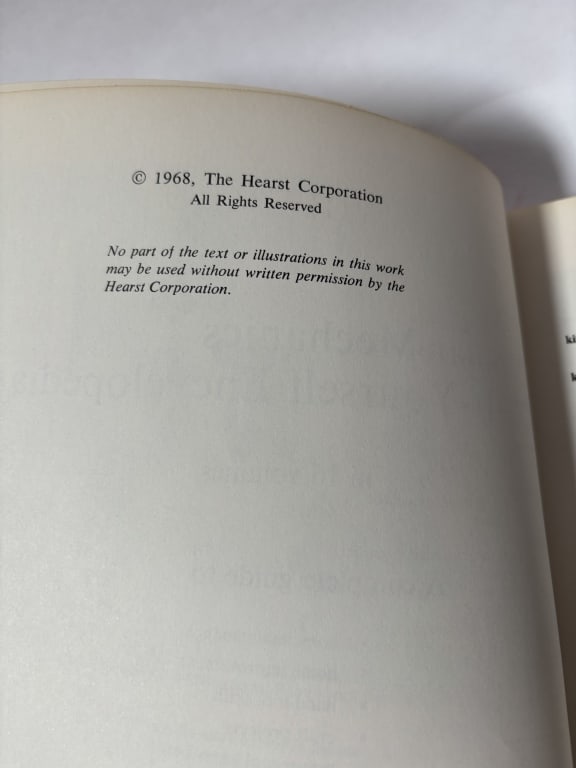 © 1968, The Hearst Corporation
All Rights Reserved
No part of the text or illustrations in this work
may be used without written permission by the
Hearst Corporation.